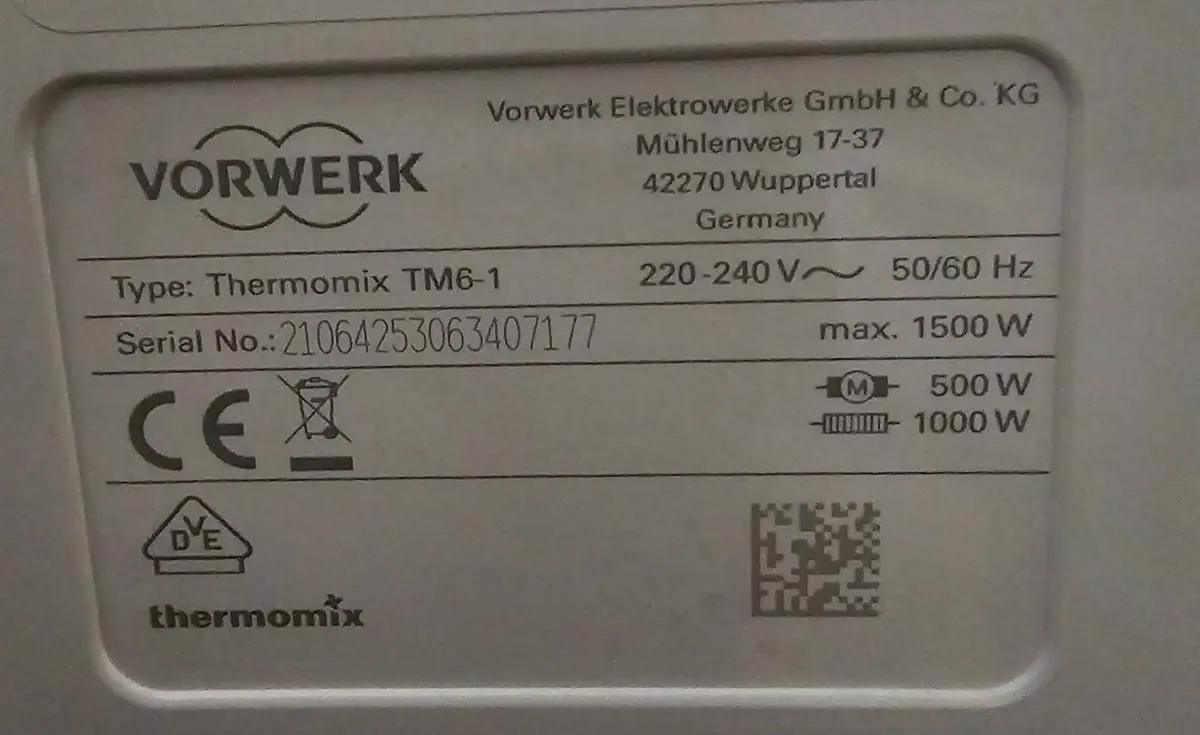 VORWERK
Vorwerk Elektrowerke GmbH & Co. KG
Mühlenweg 17-37
42270 Wuppertal
Germany
Type: Thermomix TM6-1 220-240 V~ 50/60 Hz
Serial No.: 21064253063407177 max. 1500 W
CE M 500 W
1000 W
DVE
thermomix